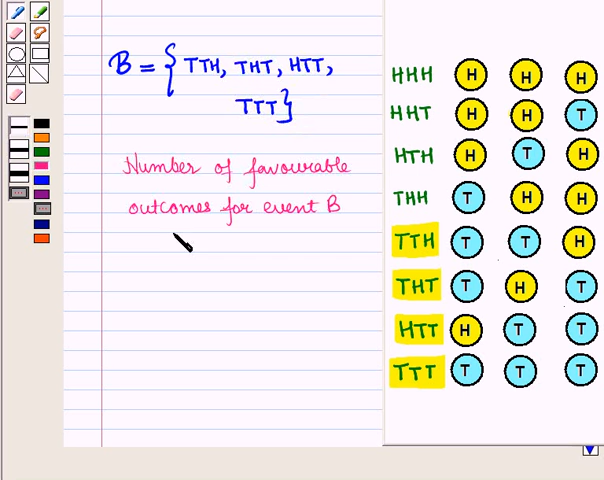 B = { TTH, THT, HTT,
TTT}
Number of favourable
outcomes for event B
HHH H H H
HHT H H T
HTH H T H
THH T H H
TTH T T H
THT T H T
HTT H T T
TTT T T T